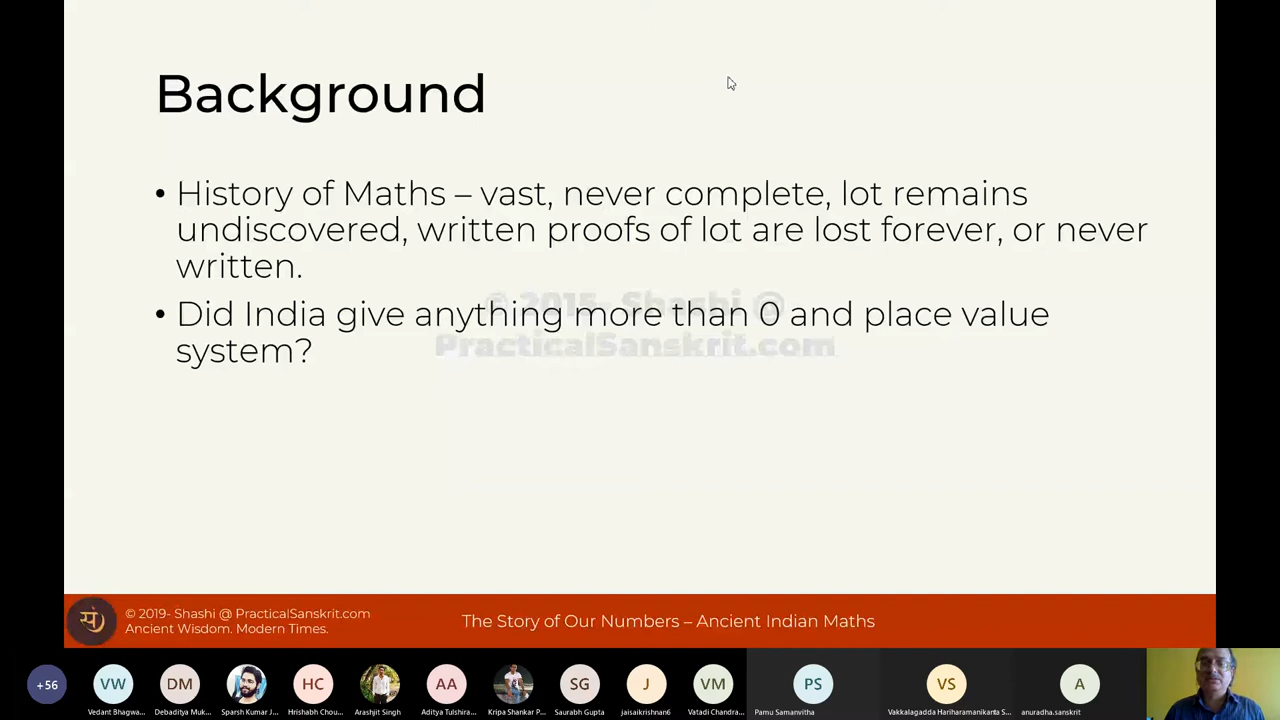 Background
• History of Maths – vast, never complete, lot remains
undiscovered, written proofs of lot are lost forever, or never
written.
• Did India give anything more than 0 and place value
system?
© 2015- Shashi @
PracticalSanskrit.com
© 2019- Shashi @ PracticalSanskrit.com
Ancient Wisdom. Modern Times.
The Story of Our Numbers – Ancient Indian Maths
+56
VW
DM
HC
AA
SG
J
VM
PS
VS
A
Vedant Bhagwa...
Debaditya Muk...
Sparsh Kumar J...
Hrishabh Chou...
Arashjit Singh
Aditya Tulshira...
Kripa Shankar P...
Saurabh Gupta
jaisaikrishnan6
Vatadi Chandra...
Pamu Samanvitha
Vakkalagadda Hariharamanikanta S...
anuradha.sanskrit